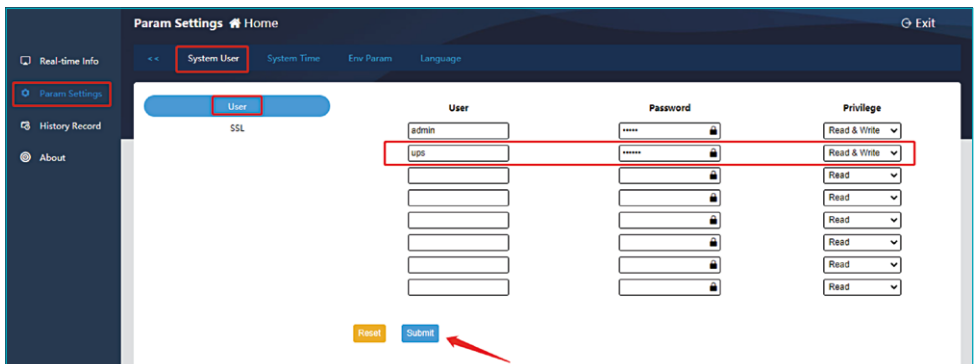 Param Settings Home Exit
Real-time Info
Param Settings
History Record
About
<< System User System Time Env Param Language
User
SSL
User Password Privilege
admin ••••• Read & Write
ups •••••• Read & Write
Read
Read
Read
Read
Read
Read
Reset Submit